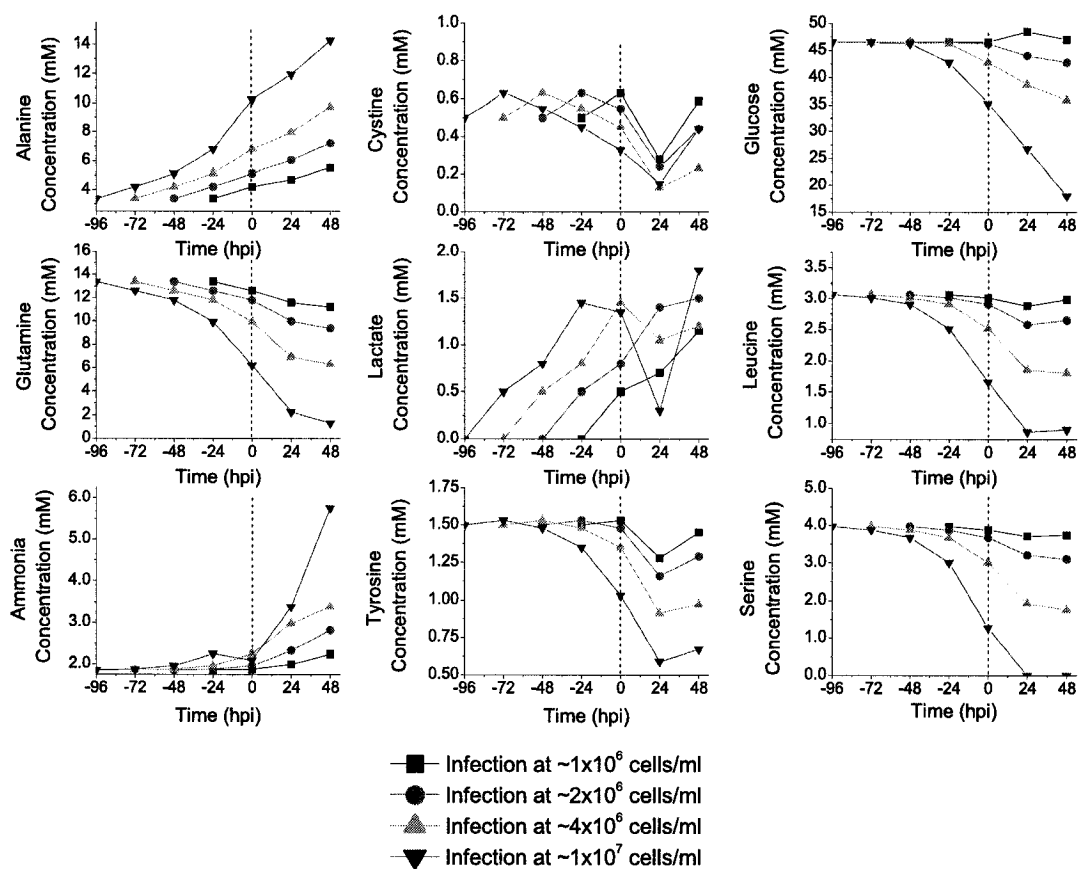 Alanine
Concentration (mM)
14
12
10
8
6
4
-96 -72 -48 -24 0 24 48
Time (hpi)
Cystine
Concentration (mM)
1.0
0.8
0.6
0.4
0.2
0.0
-96 -72 -48 -24 0 24 48
Time (hpi)
Glucose
Concentration (mM)
50
45
40
35
30
25
20
15
-96 -72 -48 -24 0 24 48
Time (hpi)
Glutamine
Concentration (mM)
16
14
12
10
8
6
4
2
0
-96 -72 -48 -24 0 24 48
Time (hpi)
Lactate
Concentration (mM)
2.0
1.5
1.0
0.5
0.0
-96 -72 -48 -24 0 24 48
Time (hpi)
Leucine
Concentration (mM)
3.5
3.0
2.5
2.0
1.5
1.0
-96 -72 -48 -24 0 24 48
Time (hpi)
Ammonia
Concentration (mM)
6.0
5.0
4.0
3.0
2.0
-96 -72 -48 -24 0 24 48
Time (hpi)
Tyrosine
Concentration (mM)
1.75
1.50
1.25
1.00
0.75
0.50
-96 -72 -48 -24 0 24 48
Time (hpi)
Serine
Concentration (mM)
5.0
4.0
3.0
2.0
1.0
0.0
-96 -72 -48 -24 0 24 48
Time (hpi)
Infection at ~1x10⁶ cells/ml
Infection at ~2x10⁶ cells/ml
Infection at ~4x10⁶ cells/ml
Infection at ~1x10⁷ cells/ml